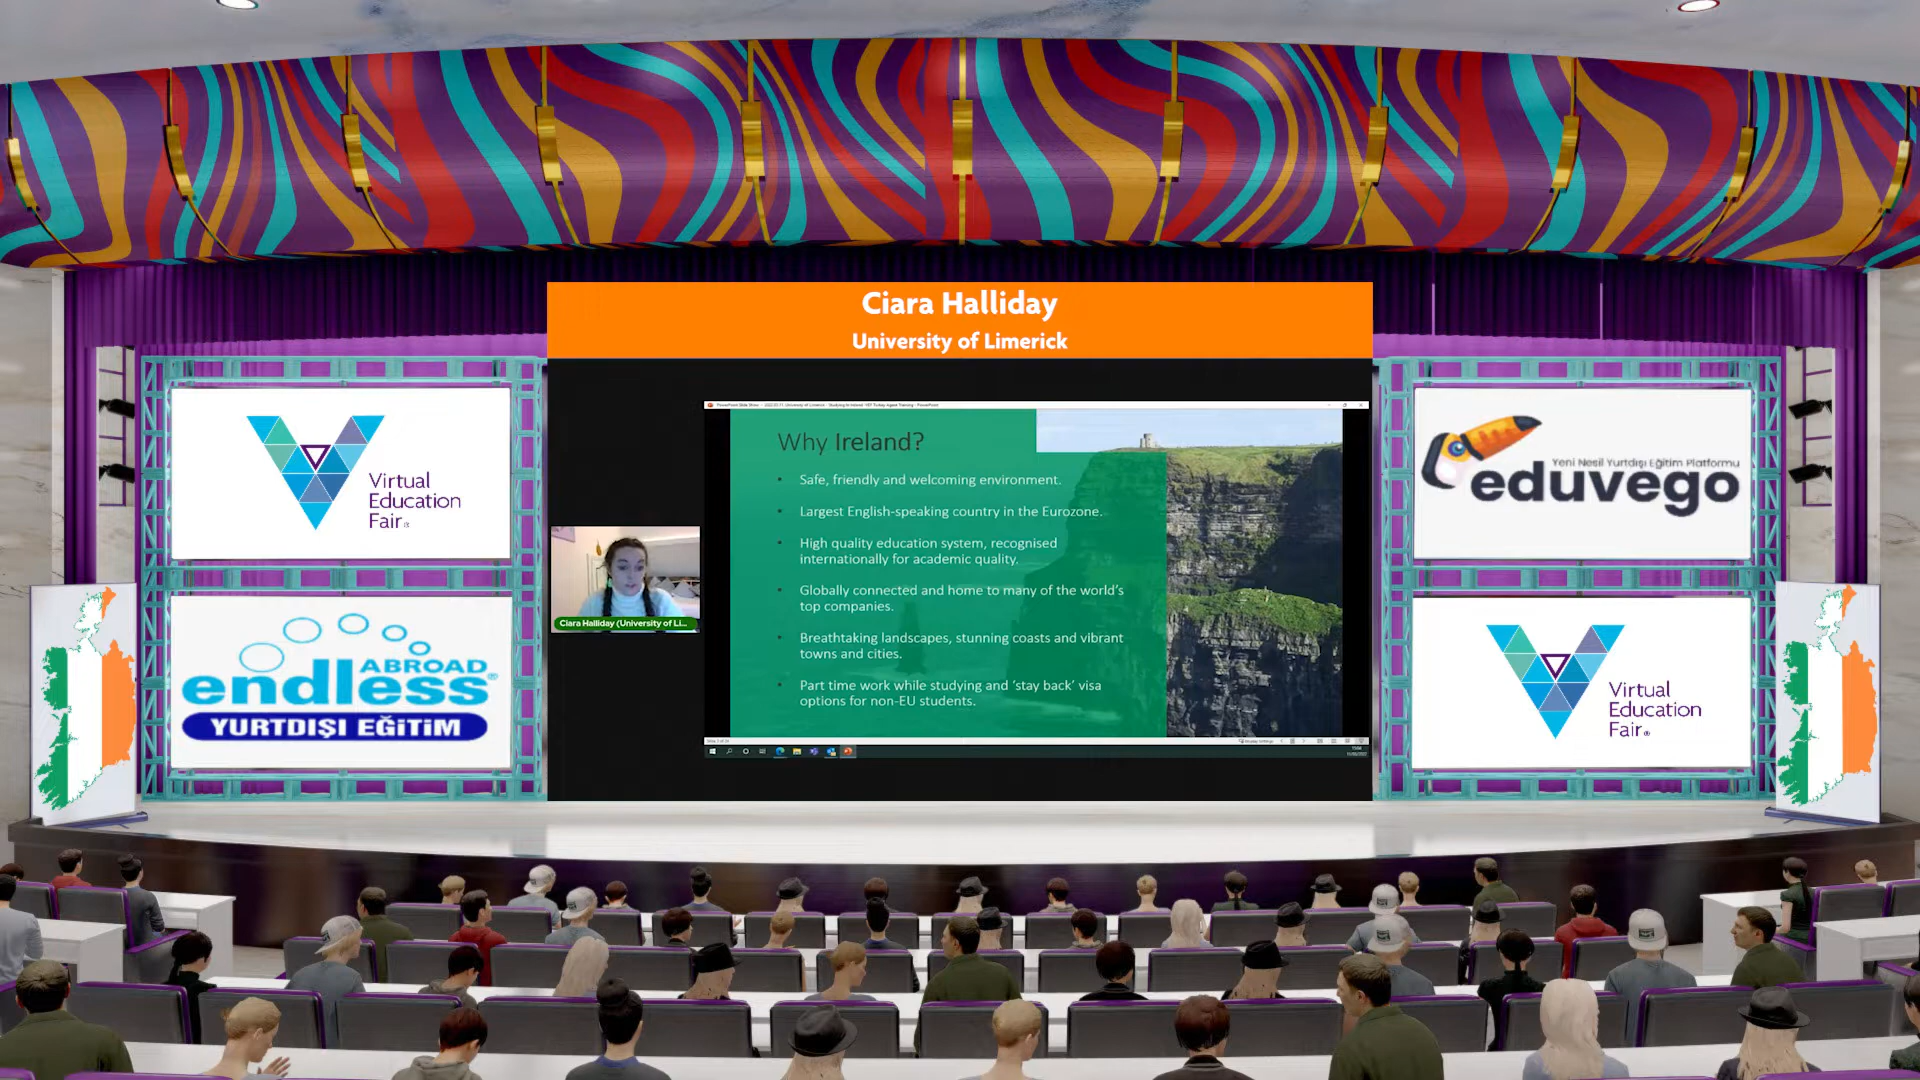 Ciara Halliday
University of Limerick
Virtual
Education
Fair
ABROAD
endless
YURTDIŞI EĞİTİM
Ciara Halliday (University of Li...
Why Ireland?
• Safe, friendly and welcoming environment.
• Largest English-speaking country in the Eurozone.
• High quality education system, recognised
internationally for academic quality.
• Globally connected and home to many of the world's
top companies.
• Breathtaking landscapes, stunning coasts and vibrant
towns and cities.
• Part time work while studying and 'stay back' visa
options for non-EU students.
Yeni Nesil Yurtdışı Eğitim Platformu
eduvego
Virtual
Education
Fair